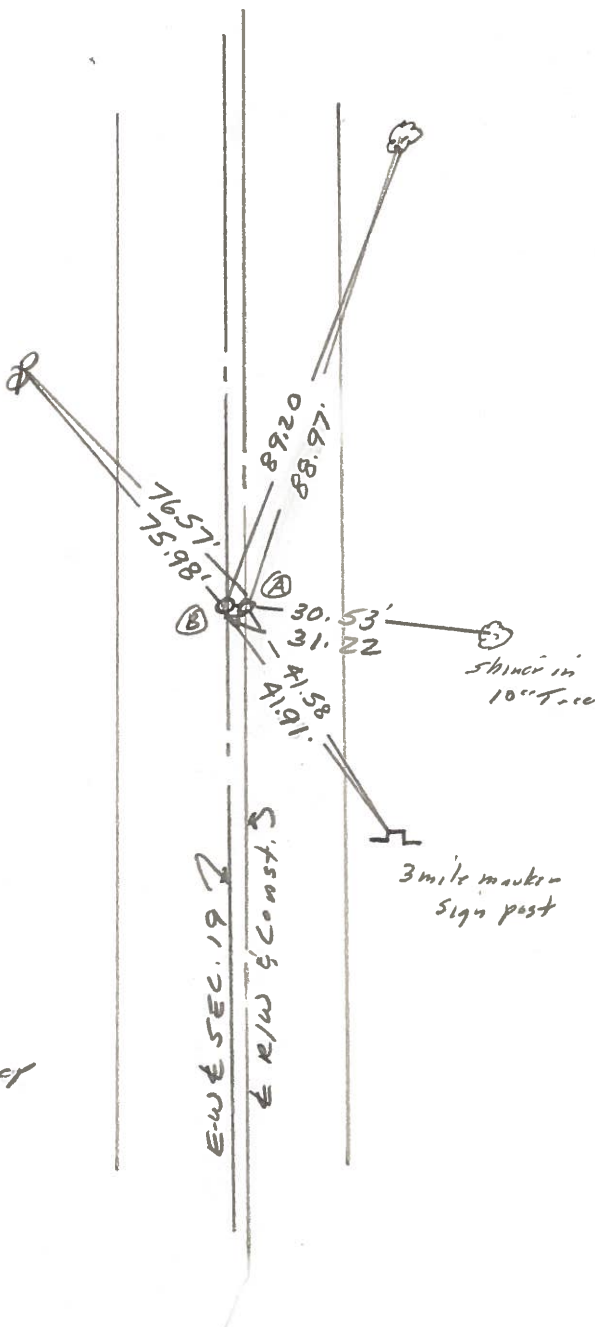 89.20
88.97.
76.57'
75.98'
Ⓐ
Ⓑ
30.53'
31.22
shiner in
10" Tree
41.58
41.91.
3 mile marker
sign post
E-W ℄ SEC. 19
℄ R/W & Const.